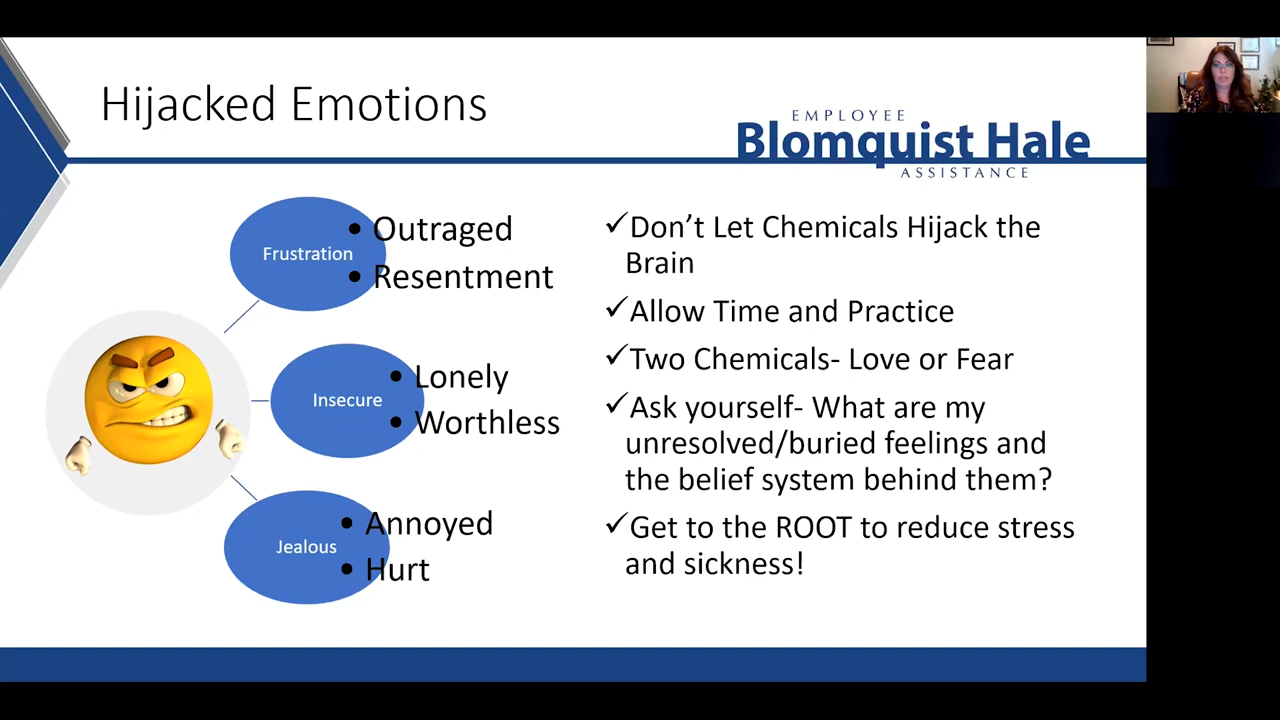 Hijacked Emotions
EMPLOYEE
Blomquist Hale
ASSISTANCE
Frustration
• Outraged
• Resentment
Insecure
• Lonely
• Worthless
Jealous
• Annoyed
• Hurt
✓Don’t Let Chemicals Hijack the
Brain
✓Allow Time and Practice
✓Two Chemicals- Love or Fear
✓Ask yourself- What are my
unresolved/buried feelings and
the belief system behind them?
✓Get to the ROOT to reduce stress
and sickness!